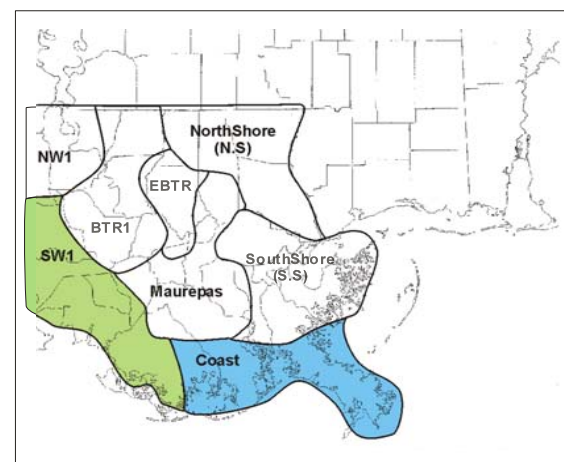 NorthShore
(N.S)
NW1
EBTR
BTR1
SW1
SouthShore
(S.S)
Maurepas
Coast